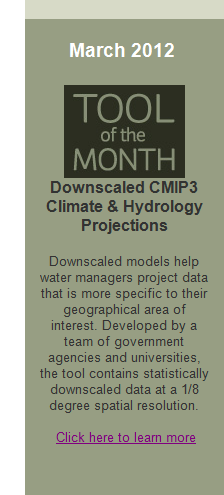 March 2012
TOOL
of the
MONTH
Downscaled CMIP3
Climate & Hydrology
Projections
Downscaled models help
water managers project data
that is more specific to their
geographical area of
interest. Developed by a
team of government
agencies and universities,
the tool contains statistically
downscaled data at a 1/8
degree spatial resolution.
Click here to learn more